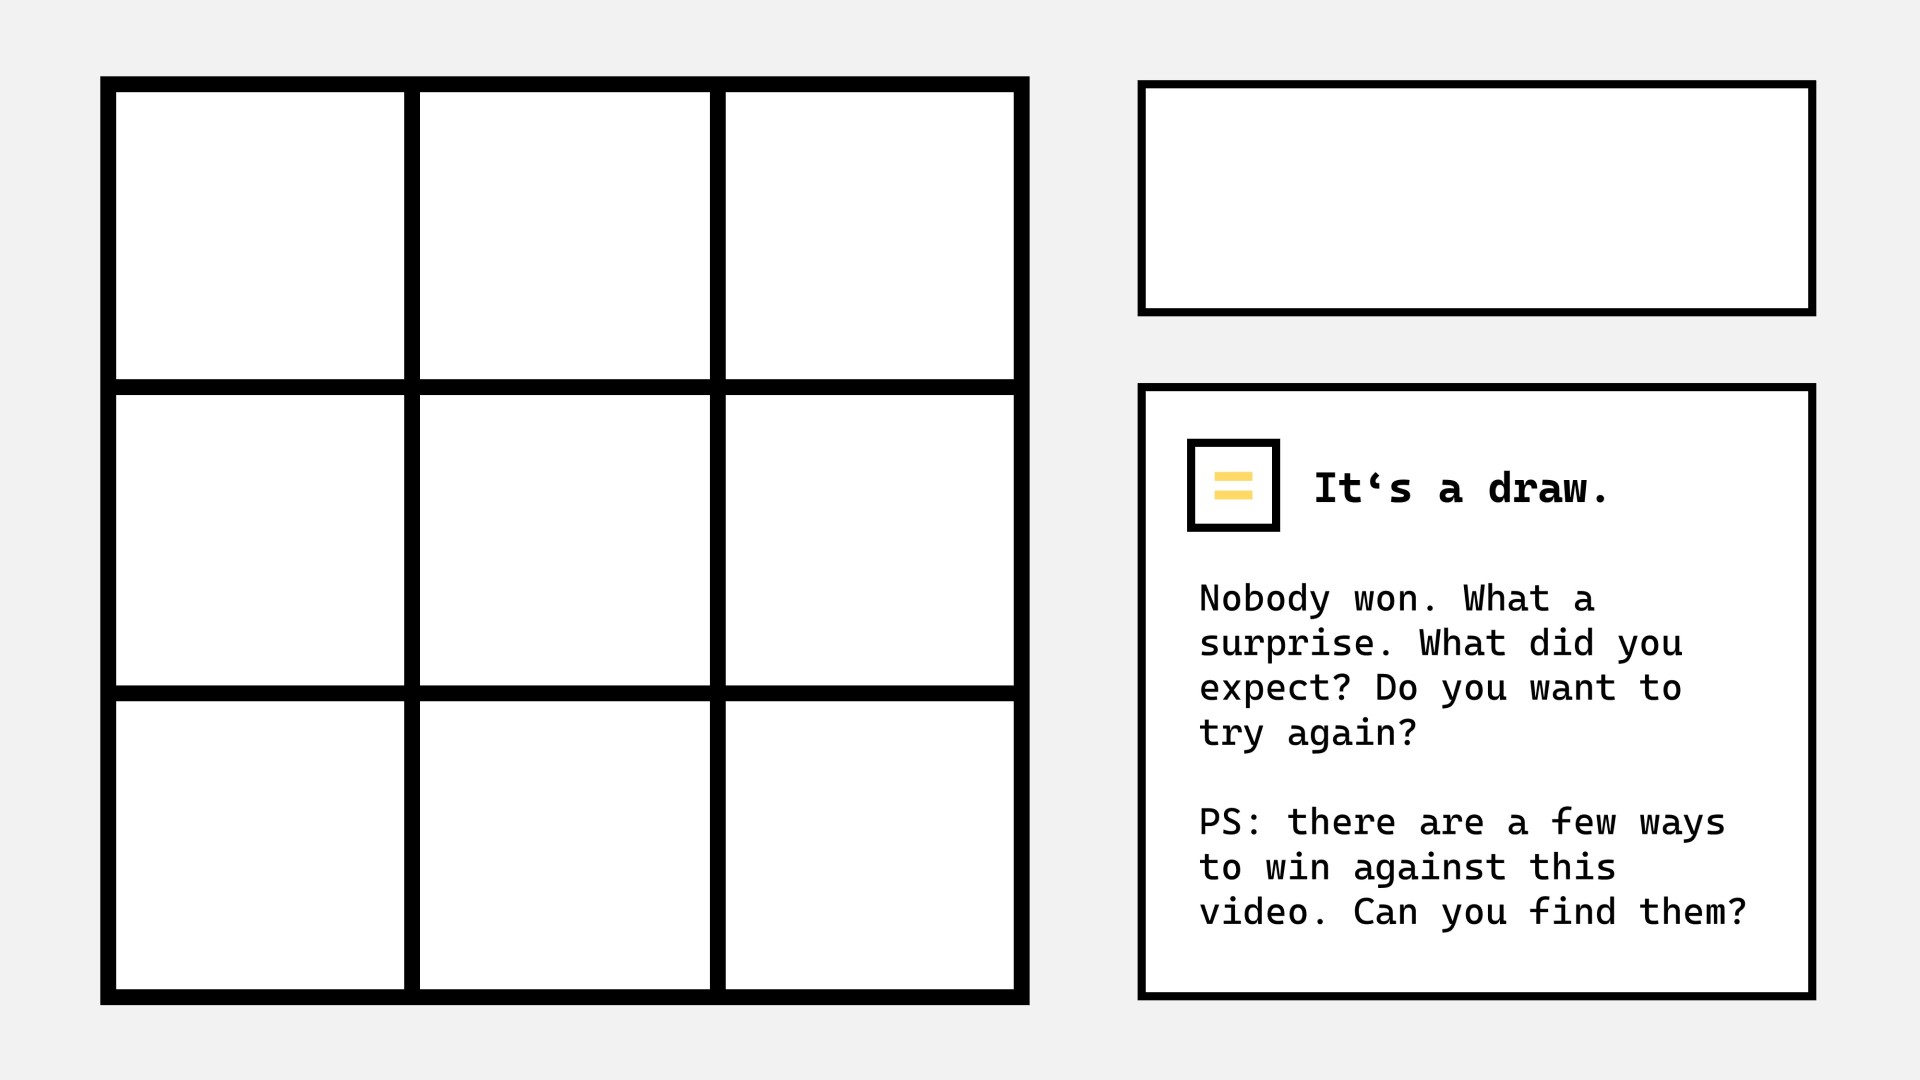 It‘s a draw.
Nobody won. What a
surprise. What did you
expect? Do you want to
try again?
PS: there are a few ways
to win against this
video. Can you find them?